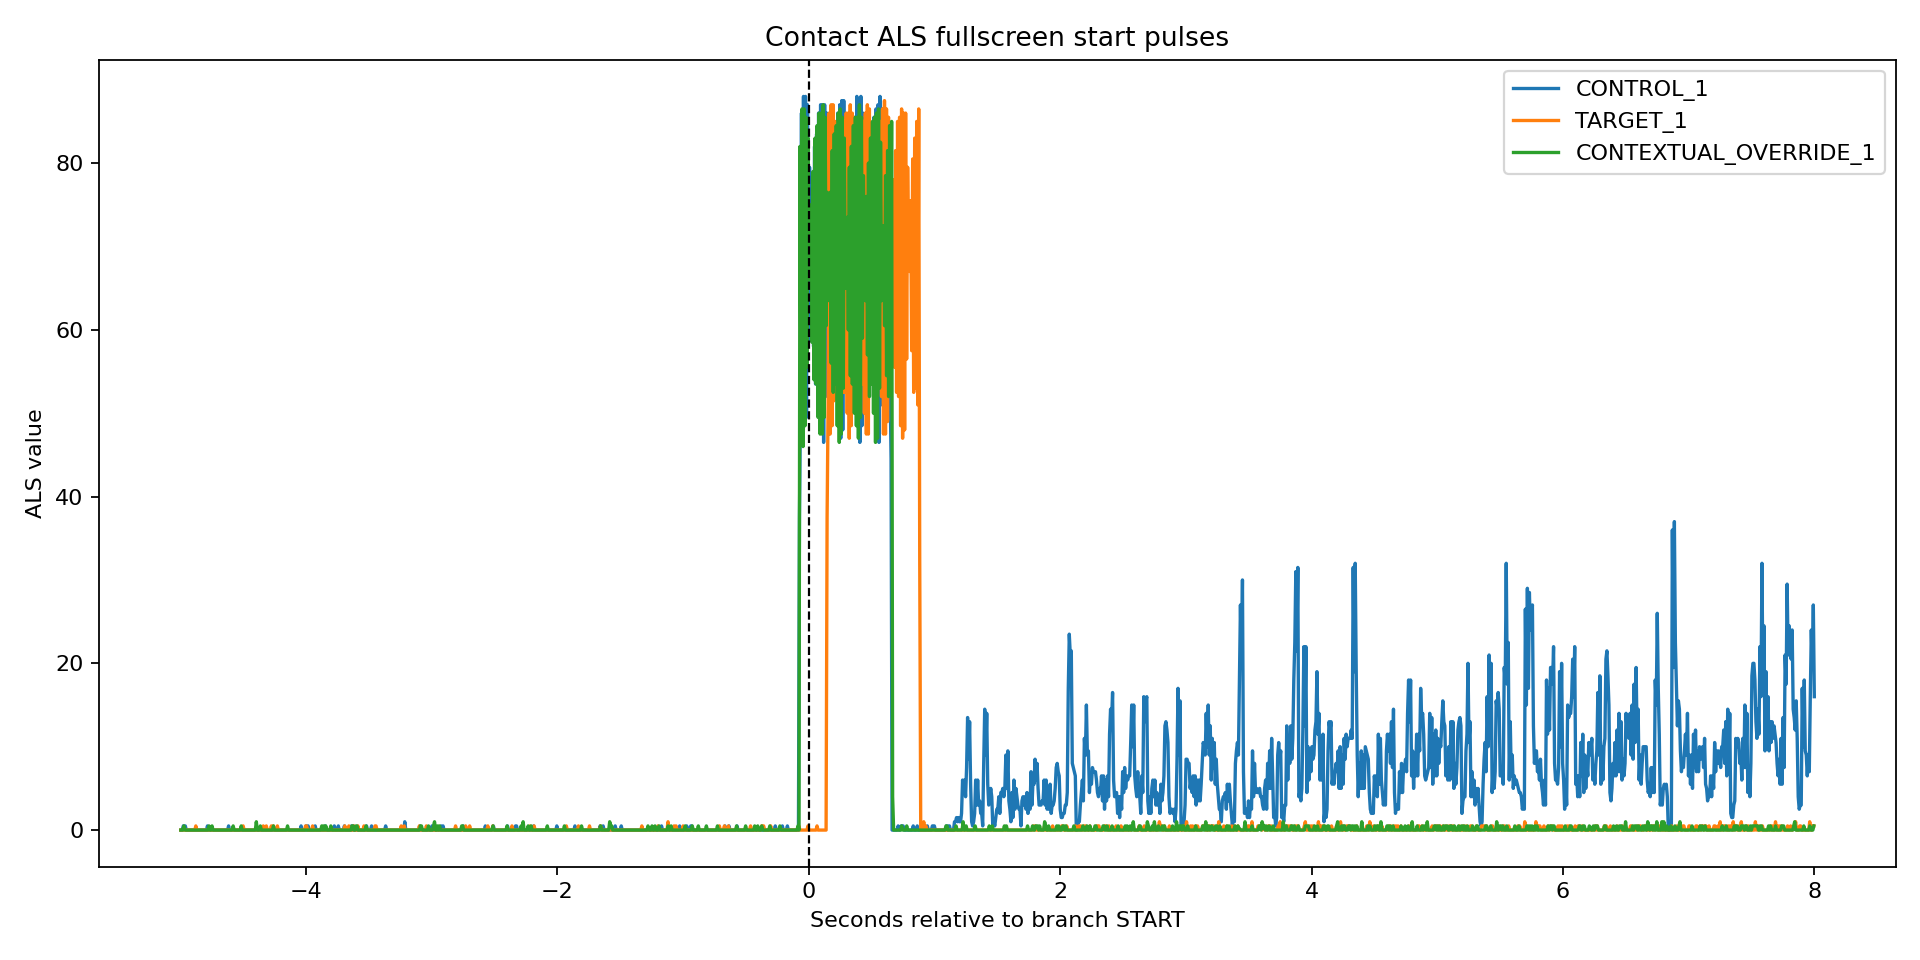 Contact ALS fullscreen start pulses
CONTROL_1
TARGET_1
CONTEXTUAL_OVERRIDE_1
ALS value
80
60
40
20
0
−4
−2
0
2
4
6
8
Seconds relative to branch START